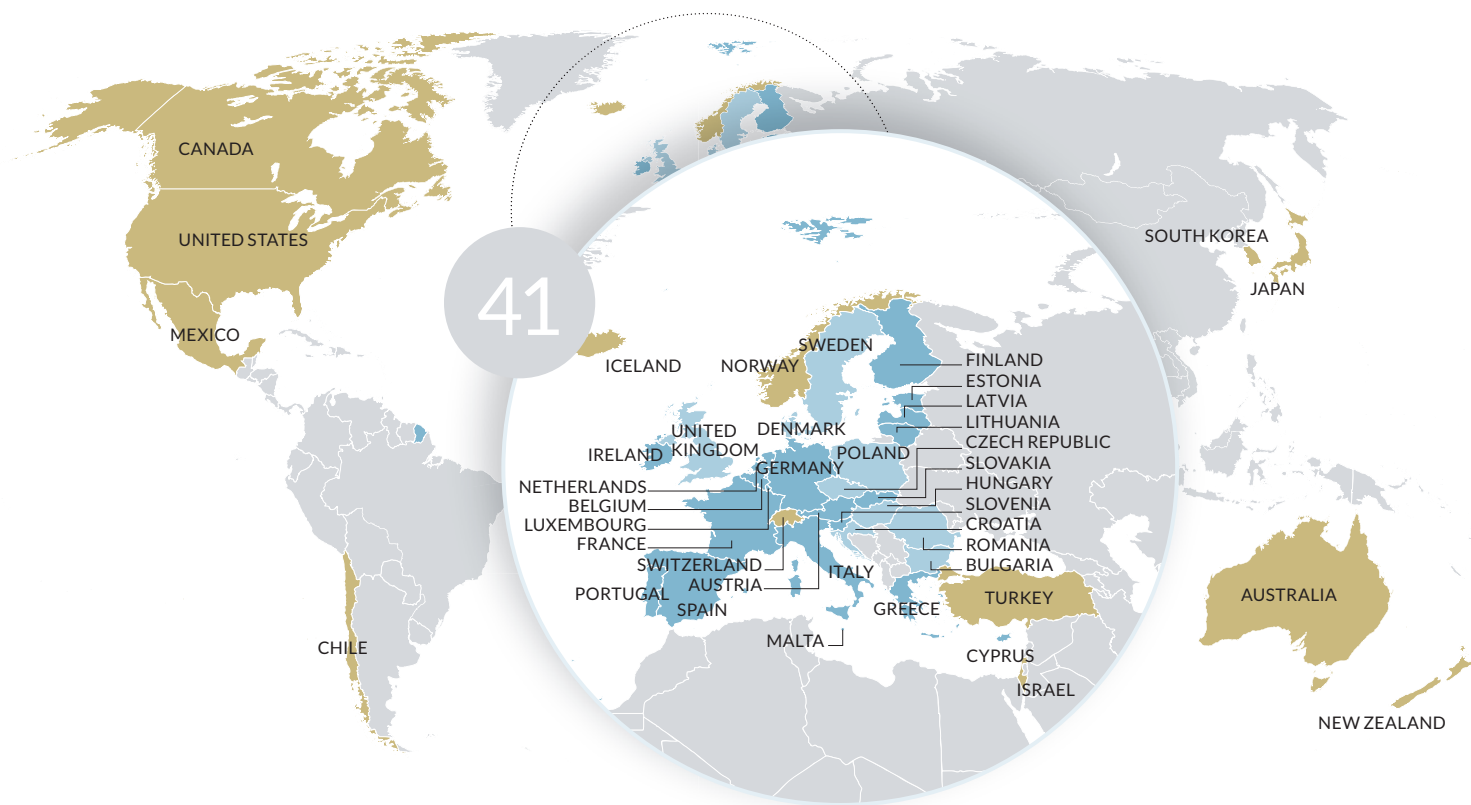 CANADA
UNITED STATES
MEXICO
CHILE
41
ICELAND
NORWAY
SWEDEN
FINLAND
ESTONIA
LATVIA
LITHUANIA
CZECH REPUBLIC
SLOVAKIA
HUNGARY
SLOVENIA
CROATIA
ROMANIA
BULGARIA
DENMARK
UNITED
KINGDOM
IRELAND
POLAND
GERMANY
NETHERLANDS
BELGIUM
LUXEMBOURG
FRANCE
SWITZERLAND
AUSTRIA
ITALY
PORTUGAL
SPAIN
GREECE
TURKEY
MALTA
CYPRUS
ISRAEL
SOUTH KOREA
JAPAN
AUSTRALIA
NEW ZEALAND